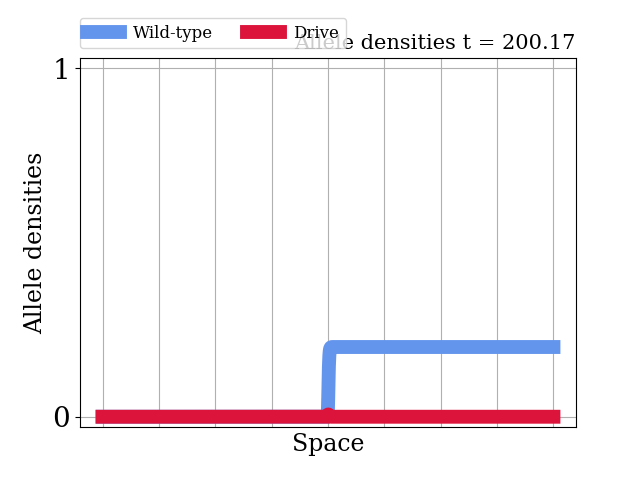 Wild-type Drive
Allele densities t = 200.17
1
Allele densities
0
Space